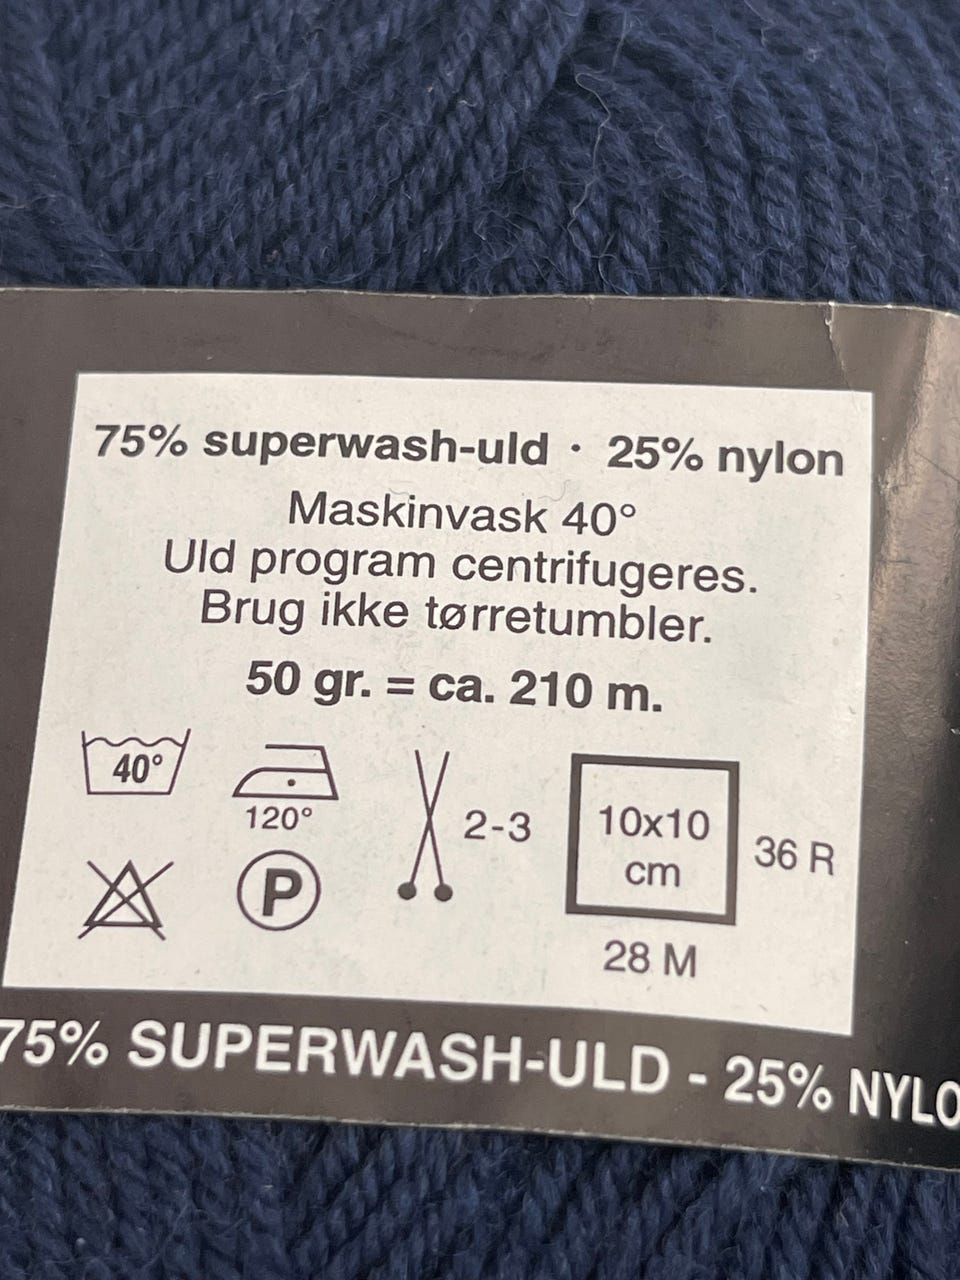 75% superwash-uld · 25% nylon
Maskinvask 40°
Uld program centrifugeres.
Brug ikke tørretumbler.
50 gr. = ca. 210 m.
40°
120°
P
2-3
10x10
cm
36 R
28 M
75% SUPERWASH-ULD - 25% NYLO